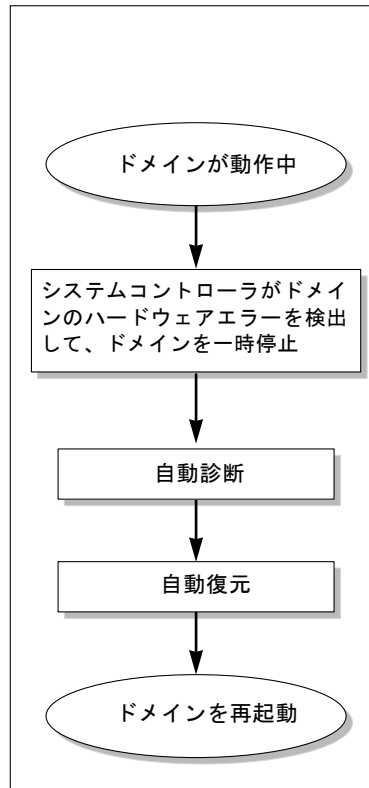 ドメインが動作中
システムコントローラがドメイ
ンのハードウェアエラーを検出
して、ドメインを一時停止
自動診断
自動復元
ドメインを再起動